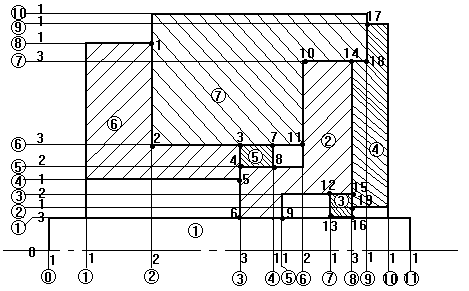 ⑩ 1 17
⑨ 1
⑧ 1 1
⑦ 3 10 14 18
⑦
⑥ ②
⑥ 3 2 3 7 11
⑤ ④
⑤ 2 4 8
④ 1 5
③ 2 12 15
③
② 1 19
① 3 6 9 13 16
①
0
1 1 2 3 1 1 2 1 3 1 1 1
⓪ ① ② ③ ④ ⑤ ⑥ ⑦ ⑧ ⑨ ⑩ ⑪